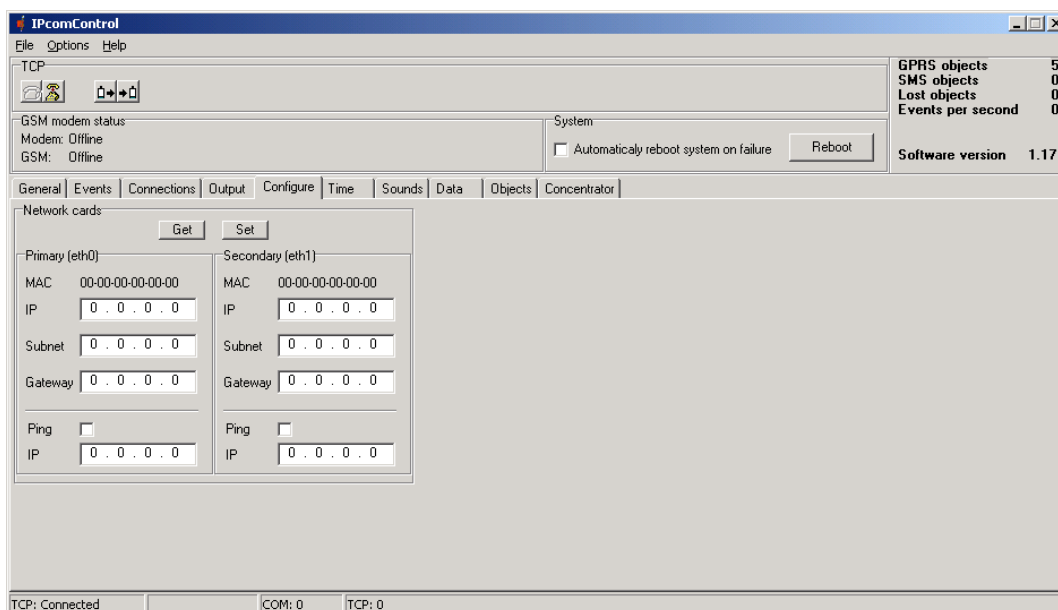 IPcomControl
File Options Help
TCP
GPRS objects 5
SMS objects 0
Lost objects 0
Events per second 0
Software version 1.17
GSM modem status
Modem: Offline
GSM: Offline
System
Automaticaly reboot system on failure
Reboot
General Events Connections Output Configure Time Sounds Data Objects Concentrator
Network cards
Get Set
Primary (eth0) Secondary (eth1)
MAC 00-00-00-00-00-00 MAC 00-00-00-00-00-00
IP 0 . 0 . 0 . 0 IP 0 . 0 . 0 . 0
Subnet 0 . 0 . 0 . 0 Subnet 0 . 0 . 0 . 0
Gateway 0 . 0 . 0 . 0 Gateway 0 . 0 . 0 . 0
Ping Ping
IP 0 . 0 . 0 . 0 IP 0 . 0 . 0 . 0
TCP: Connected COM: 0 TCP: 0